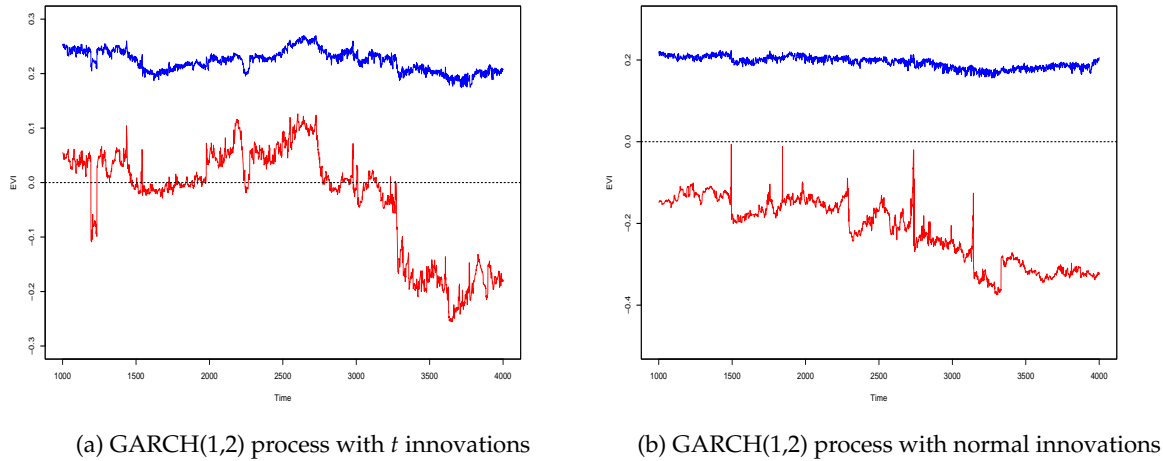 EVI
0.3
0.2
0.1
0.0
−0.1
−0.2
−0.3
1000 1500 2000 2500 3000 3500 4000
Time
EVI
0.2
0.0
−0.2
−0.4
1000 1500 2000 2500 3000 3500 4000
Time
(a) GARCH(1,2) process with t innovations
(b) GARCH(1,2) process with normal innovations